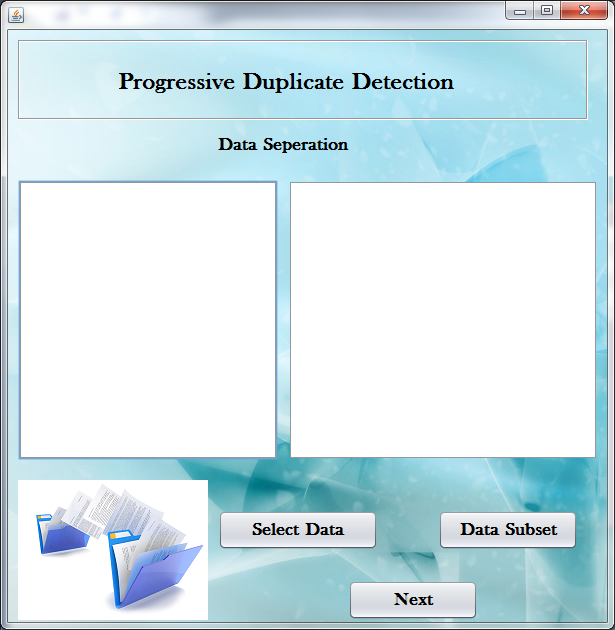 Progressive Duplicate Detection
Data Seperation
Select Data
Data Subset
Next